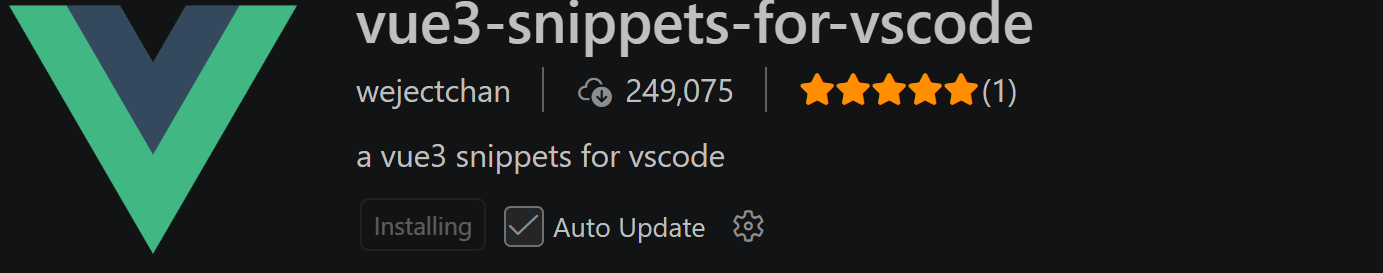 vue3-snippets-for-vscode
wejectchan 249,075 (1)
a vue3 snippets for vscode
Installing Auto Update